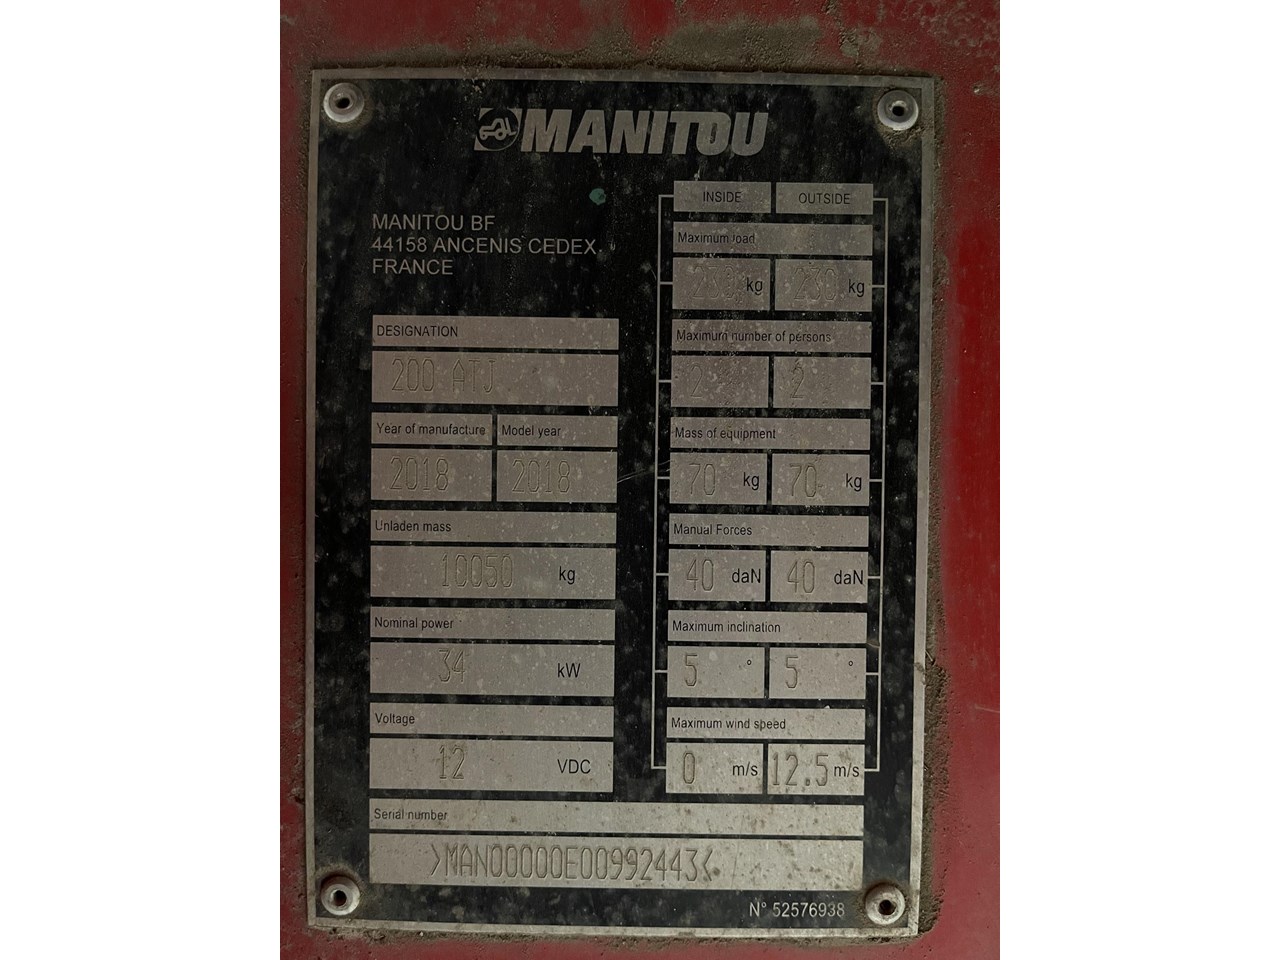 MANITOU
MANITOU BF
44158 ANCENIS CEDEX
FRANCE
DESIGNATION
200 ATJ
Year of manufacture Model year
2018 2018
Unladen mass
10050 kg
Nominal power
34 kW
Voltage
12 VDC
INSIDE OUTSIDE
Maximum load
230 kg 230 kg
Maximum number of persons
2 2
Mass of equipment
70 kg 70 kg
Manual Forces
40 daN 40 daN
Maximum inclination
5 ° 5 °
Maximum wind speed
0 m/s 12.5 m/s
Serial number
>MAN00000E00992443<
N° 52576938